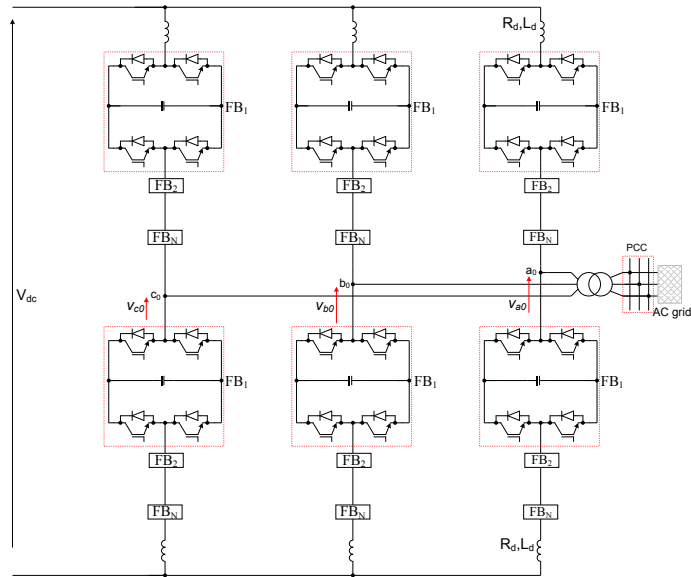 R_d,L_d
FB_1
FB_1
FB_1
FB_2
FB_2
FB_2
FB_N
FB_N
FB_N
PCC
a_0
b_0
c_0
V_dc
v_c0
v_b0
v_a0
AC grid
FB_1
FB_1
FB_1
FB_2
FB_2
FB_2
FB_N
FB_N
FB_N
R_d,L_d